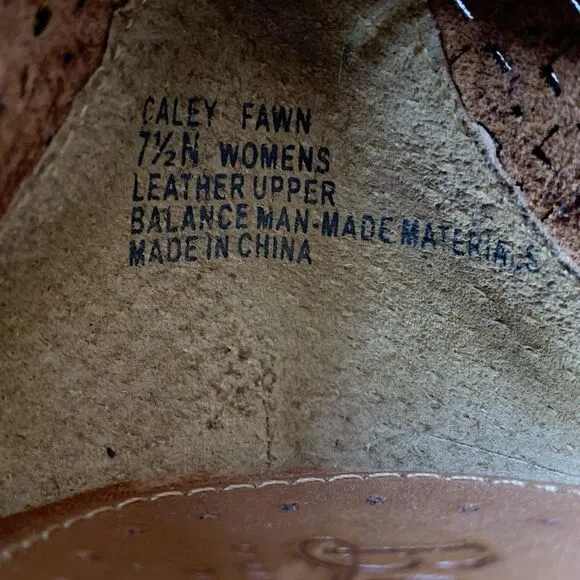 CALEY FAWN
7½N WOMENS
LEATHER UPPER
BALANCE MAN-MADE MATERIALS
MADE IN CHINA